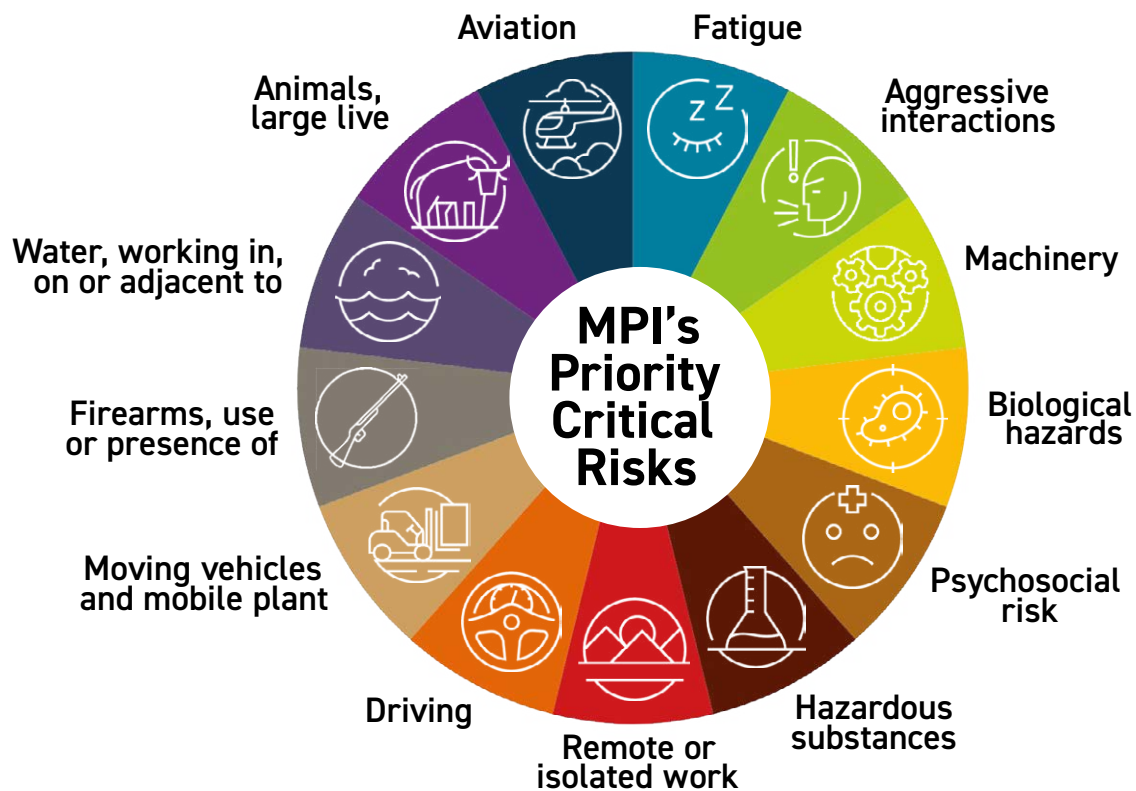 Aviation
Fatigue
Animals,
large live
Aggressive
interactions
Water, working in,
on or adjacent to
Machinery
MPI's
Priority
Critical
Risks
Firearms, use
or presence of
Biological
hazards
Moving vehicles
and mobile plant
Psychosocial
risk
Driving
Hazardous
substances
Remote or
isolated work
z Z
!